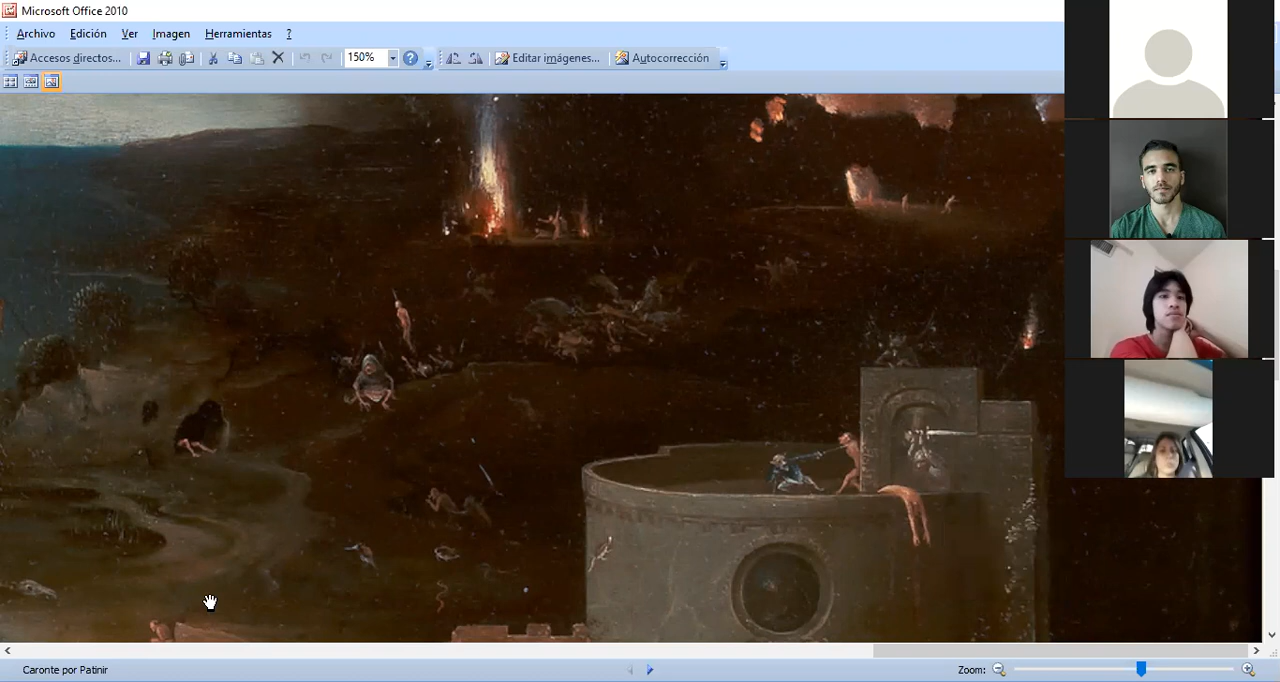 Microsoft Office 2010
Archivo Edición Ver Imagen Herramientas ?
Accesos directos... 150% Editar imágenes... Autocorrección
Caronte por Patinir Zoom: